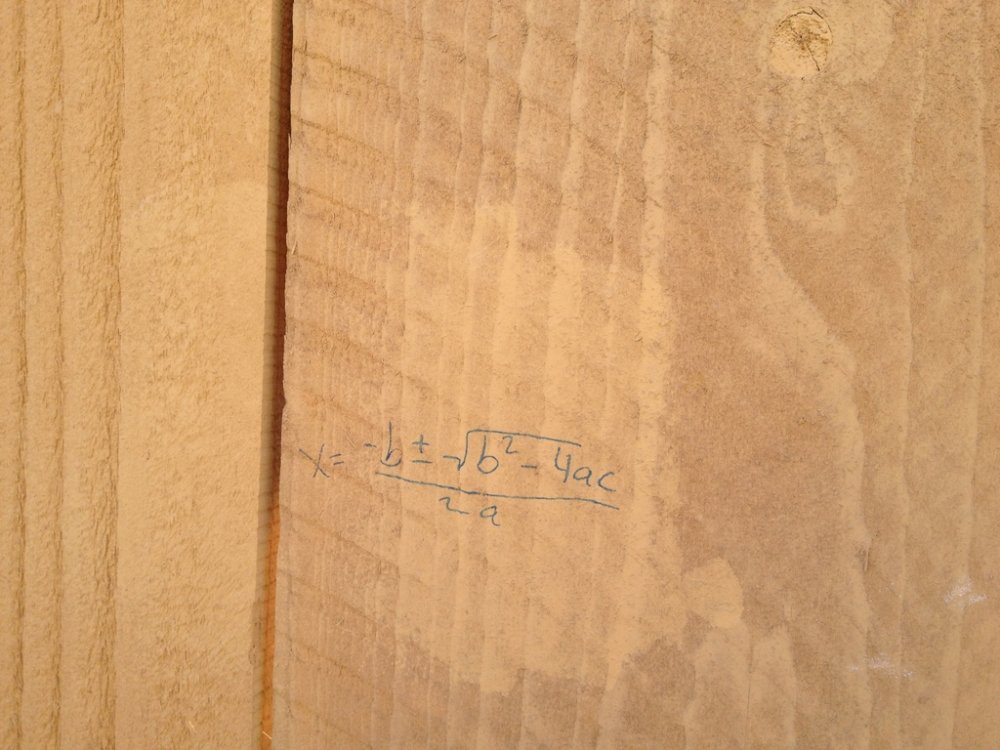 x = -b ± √b² - 4ac
2a